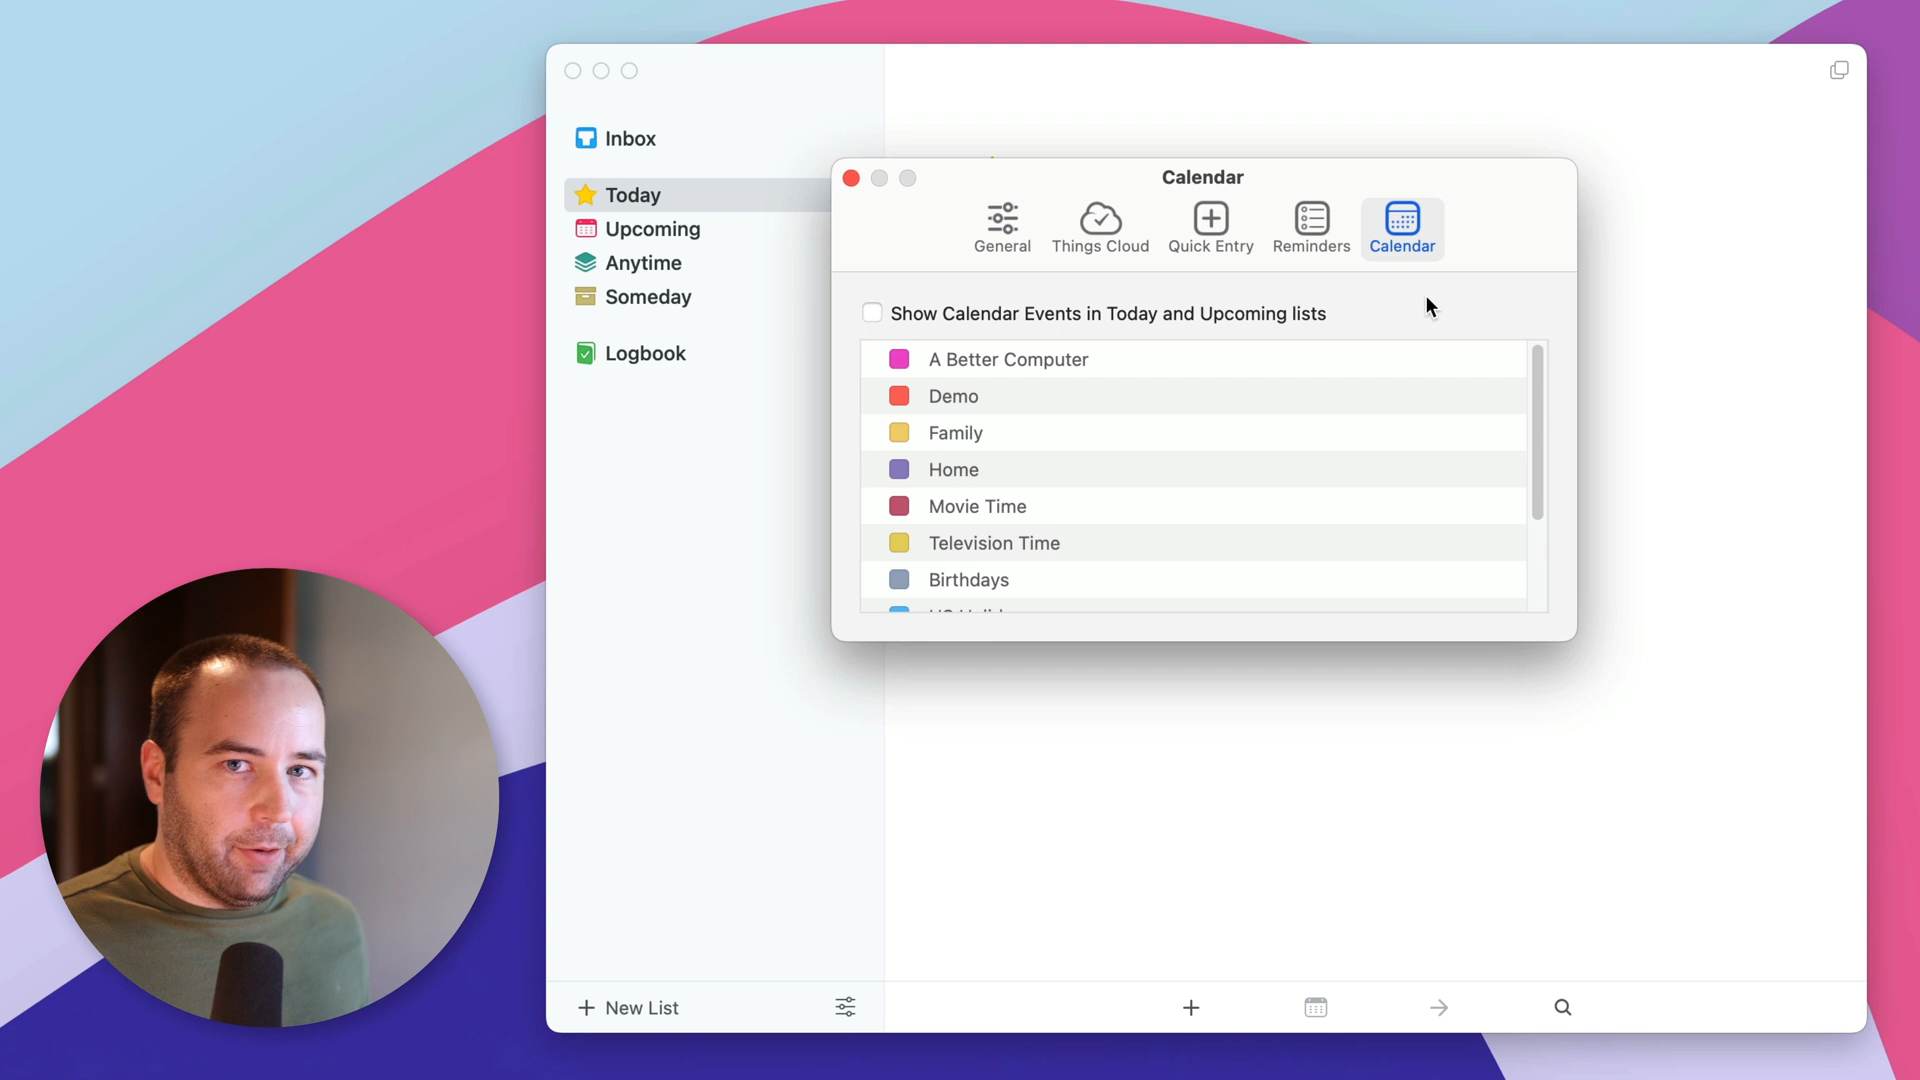 Inbox
Today
Upcoming
Anytime
Someday
Logbook
New List
Calendar
General
Things Cloud
Quick Entry
Reminders
Calendar
Show Calendar Events in Today and Upcoming lists
A Better Computer
Demo
Family
Home
Movie Time
Television Time
Birthdays